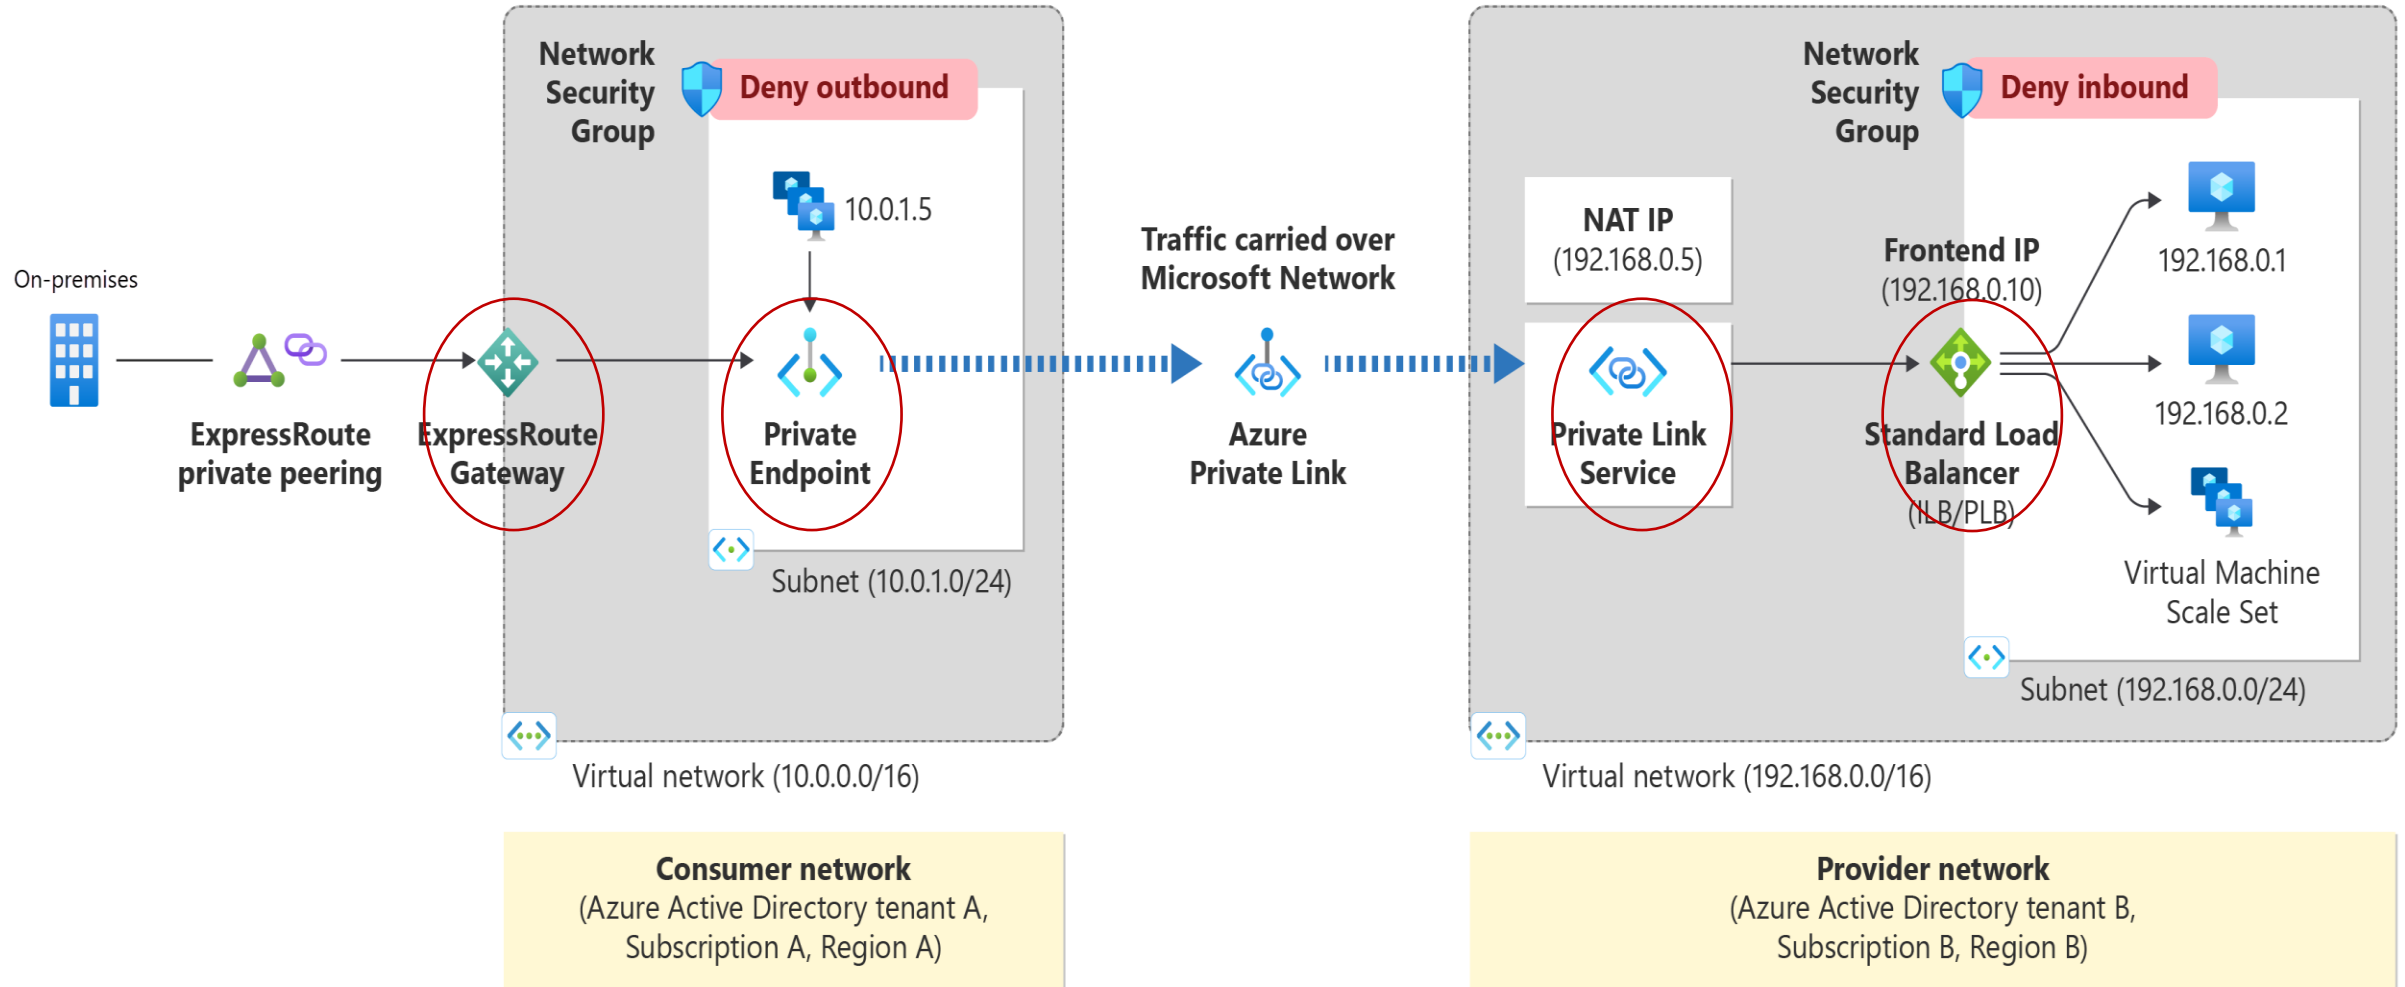 Network
Security
Group
Deny outbound
10.0.1.5
On-premises
ExpressRoute
private peering
ExpressRoute
Gateway
Private
Endpoint
Subnet (10.0.1.0/24)
Virtual network (10.0.0.0/16)
Traffic carried over
Microsoft Network
Azure
Private Link
Network
Security
Group
Deny inbound
NAT IP
(192.168.0.5)
Private Link
Service
Frontend IP
(192.168.0.10)
Standard Load
Balancer
(ILB/PLB)
192.168.0.1
192.168.0.2
Virtual Machine
Scale Set
Subnet (192.168.0.0/24)
Virtual network (192.168.0.0/16)
Consumer network
(Azure Active Directory tenant A,
Subscription A, Region A)
Provider network
(Azure Active Directory tenant B,
Subscription B, Region B)